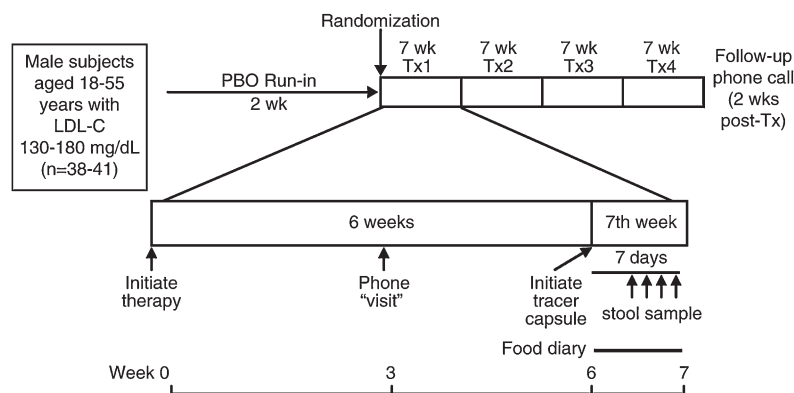 Randomization
Male subjects
aged 18-55
years with
LDL-C
130-180 mg/dL
(n=38-41)
PBO Run-in
2 wk
7 wk
Tx1
7 wk
Tx2
7 wk
Tx3
7 wk
Tx4
Follow-up
phone call
(2 wks
post-Tx)
6 weeks
7th week
Initiate
therapy
Phone
“visit”
Initiate
tracer
capsule
7 days
stool sample
Food diary
Week 0
3
6
7